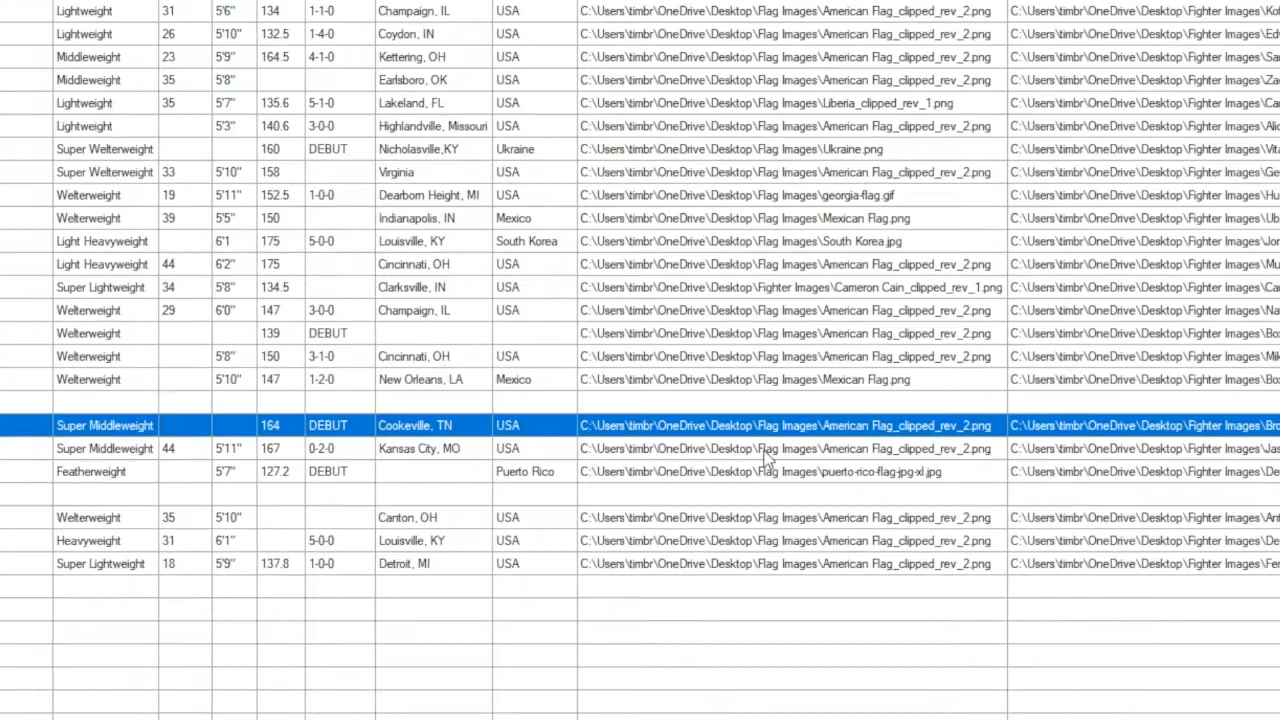 Lightweight 31 5'6" 134 1-1-0 Champaign, IL USA C:\Users\timbr\OneDrive\Desktop\Flag Images\American Flag_clipped_rev_2.png C:\Users\timbr\OneDrive\Desktop\Fighter Images\Kol
Lightweight 26 5'10" 132.5 1-4-0 Coydon, IN USA C:\Users\timbr\OneDrive\Desktop\Flag Images\American Flag_clipped_rev_2.png C:\Users\timbr\OneDrive\Desktop\Fighter Images\Edv
Middleweight 23 5'9" 164.5 4-1-0 Kettering, OH USA C:\Users\timbr\OneDrive\Desktop\Flag Images\American Flag_clipped_rev_2.png C:\Users\timbr\OneDrive\Desktop\Fighter Images\Sar
Middleweight 35 5'8" Earlsboro, OK USA C:\Users\timbr\OneDrive\Desktop\Flag Images\American Flag_clipped_rev_2.png C:\Users\timbr\OneDrive\Desktop\Fighter Images\Zac
Lightweight 35 5'7" 135.6 5-1-0 Lakeland, FL USA C:\Users\timbr\OneDrive\Desktop\Flag Images\Liberia_clipped_rev_1.png C:\Users\timbr\OneDrive\Desktop\Fighter Images\Ca
Lightweight 5'3" 140.6 3-0-0 Highlandville, Missouri USA C:\Users\timbr\OneDrive\Desktop\Flag Images\American Flag_clipped_rev_2.png C:\Users\timbr\OneDrive\Desktop\Fighter Images\Alic
Super Welterweight 160 DEBUT Nicholasville,KY Ukraine C:\Users\timbr\OneDrive\Desktop\Flag Images\Ukraine.png C:\Users\timbr\OneDrive\Desktop\Fighter Images\Vita
Super Welterweight 33 5'10" 158 Virginia USA C:\Users\timbr\OneDrive\Desktop\Flag Images\American Flag_clipped_rev_2.png C:\Users\timbr\OneDrive\Desktop\Fighter Images\Ge
Welterweight 19 5'11" 152.5 1-0-0 Dearborn Height, MI USA C:\Users\timbr\OneDrive\Desktop\Flag Images\georgia-flag.gif C:\Users\timbr\OneDrive\Desktop\Fighter Images\Hu
Welterweight 39 5'5" 150 Indianapolis, IN Mexico C:\Users\timbr\OneDrive\Desktop\Flag Images\Mexican Flag.png C:\Users\timbr\OneDrive\Desktop\Fighter Images\Ub
Light Heavyweight 6'1 175 5-0-0 Louisville, KY South Korea C:\Users\timbr\OneDrive\Desktop\Flag Images\South Korea.jpg C:\Users\timbr\OneDrive\Desktop\Fighter Images\Jor
Light Heavyweight 44 6'2" 175 Cincinnati, OH USA C:\Users\timbr\OneDrive\Desktop\Flag Images\American Flag_clipped_rev_2.png C:\Users\timbr\OneDrive\Desktop\Fighter Images\Mu
Super Lightweight 34 5'8" 134.5 Clarksville, IN USA C:\Users\timbr\OneDrive\Desktop\Fighter Images\Cameron Cain_clipped_rev_1.png C:\Users\timbr\OneDrive\Desktop\Fighter Images\Ca
Welterweight 29 6'0" 147 3-0-0 Champaign, IL USA C:\Users\timbr\OneDrive\Desktop\Flag Images\American Flag_clipped_rev_2.png C:\Users\timbr\OneDrive\Desktop\Fighter Images\Nat
Welterweight 139 DEBUT C:\Users\timbr\OneDrive\Desktop\Flag Images\American Flag_clipped_rev_2.png C:\Users\timbr\OneDrive\Desktop\Fighter Images\Box
Welterweight 5'8" 150 3-1-0 Cincinnati, OH USA C:\Users\timbr\OneDrive\Desktop\Flag Images\American Flag_clipped_rev_2.png C:\Users\timbr\OneDrive\Desktop\Fighter Images\Mik
Welterweight 5'10" 147 1-2-0 New Orleans, LA Mexico C:\Users\timbr\OneDrive\Desktop\Flag Images\Mexican Flag.png C:\Users\timbr\OneDrive\Desktop\Fighter Images\Box
Super Middleweight 164 DEBUT Cookeville, TN USA C:\Users\timbr\OneDrive\Desktop\Flag Images\American Flag_clipped_rev_2.png C:\Users\timbr\OneDrive\Desktop\Fighter Images\Bro
Super Middleweight 44 5'11" 167 0-2-0 Kansas City, MO USA C:\Users\timbr\OneDrive\Desktop\Flag Images\American Flag_clipped_rev_2.png C:\Users\timbr\OneDrive\Desktop\Fighter Images\Jas
Featherweight 5'7" 127.2 DEBUT Puerto Rico C:\Users\timbr\OneDrive\Desktop\Flag Images\puerto-rico-flag-jpg-xl.jpg C:\Users\timbr\OneDrive\Desktop\Fighter Images\De
Welterweight 35 5'10" Canton, OH USA C:\Users\timbr\OneDrive\Desktop\Flag Images\American Flag_clipped_rev_2.png C:\Users\timbr\OneDrive\Desktop\Fighter Images\Ant
Heavyweight 31 6'1" 5-0-0 Louisville, KY USA C:\Users\timbr\OneDrive\Desktop\Flag Images\American Flag_clipped_rev_2.png C:\Users\timbr\OneDrive\Desktop\Fighter Images\De
Super Lightweight 18 5'9" 137.8 1-0-0 Detroit, MI USA C:\Users\timbr\OneDrive\Desktop\Flag Images\American Flag_clipped_rev_2.png C:\Users\timbr\OneDrive\Desktop\Fighter Images\Fer